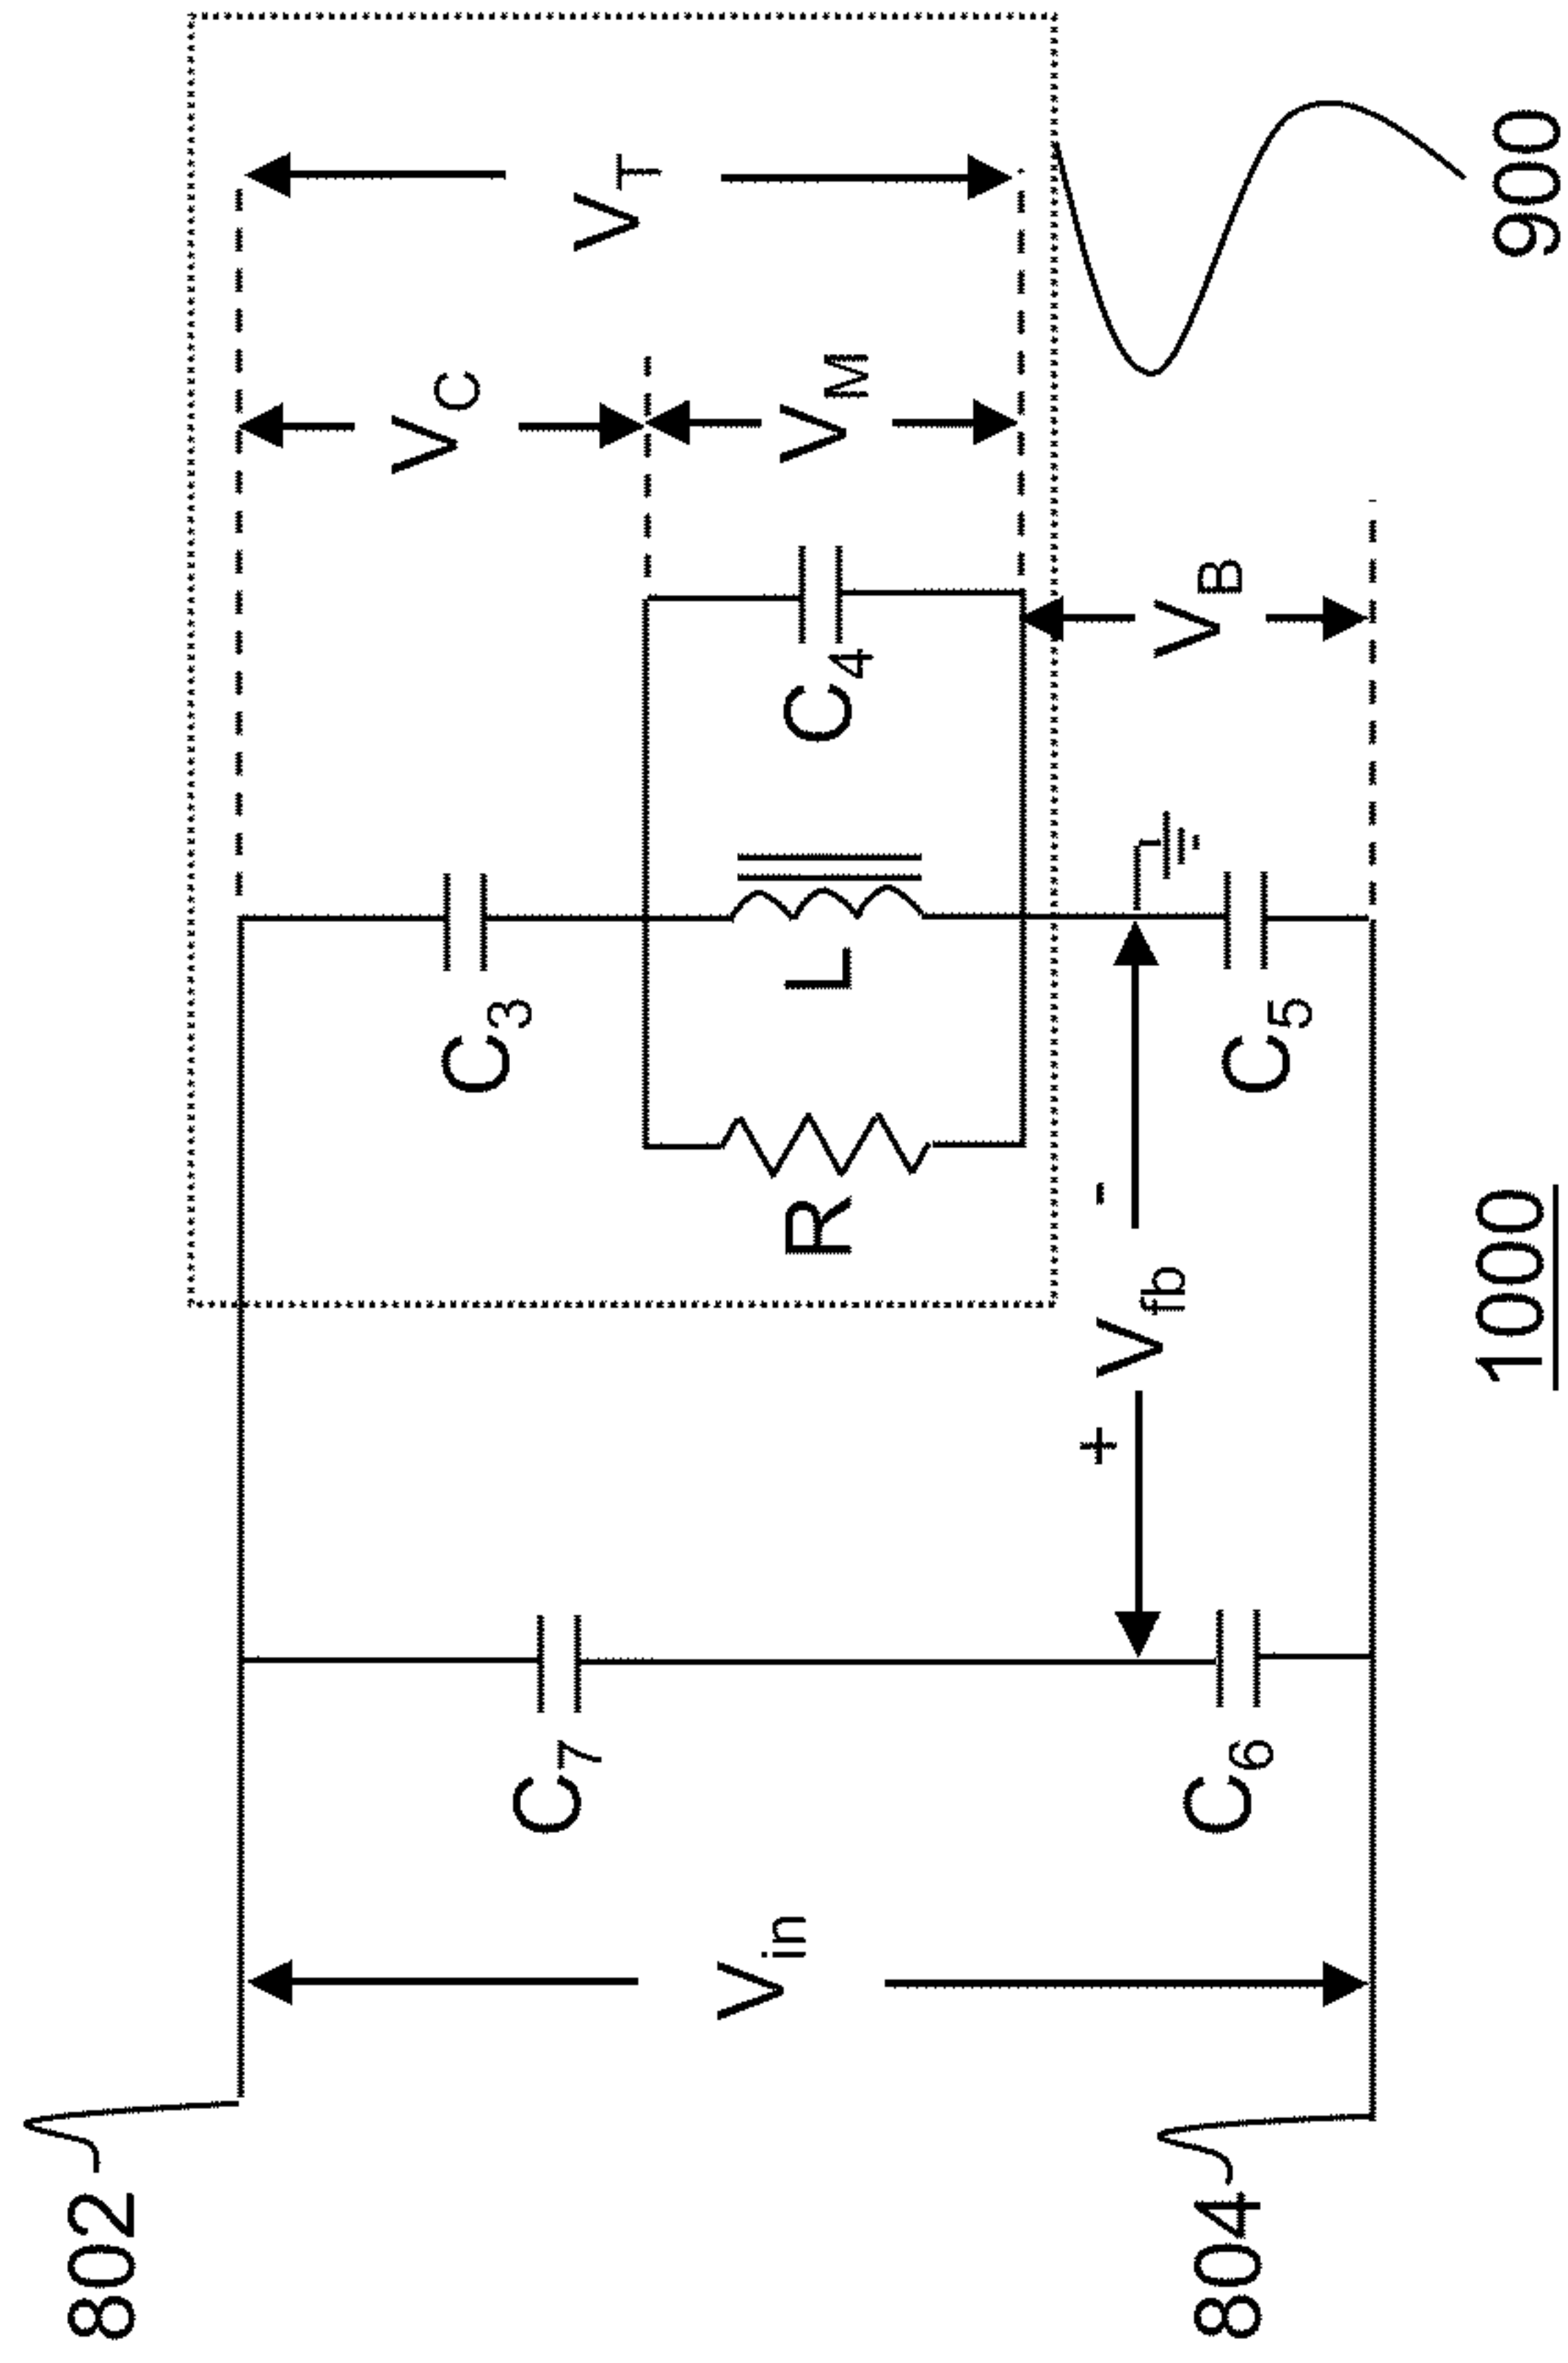 802
V_in
804
C_7
C_6
+ V_fb -
R
C_3
L
C_5
C_4
V_C
V_M
V_B
V_T
1000
900